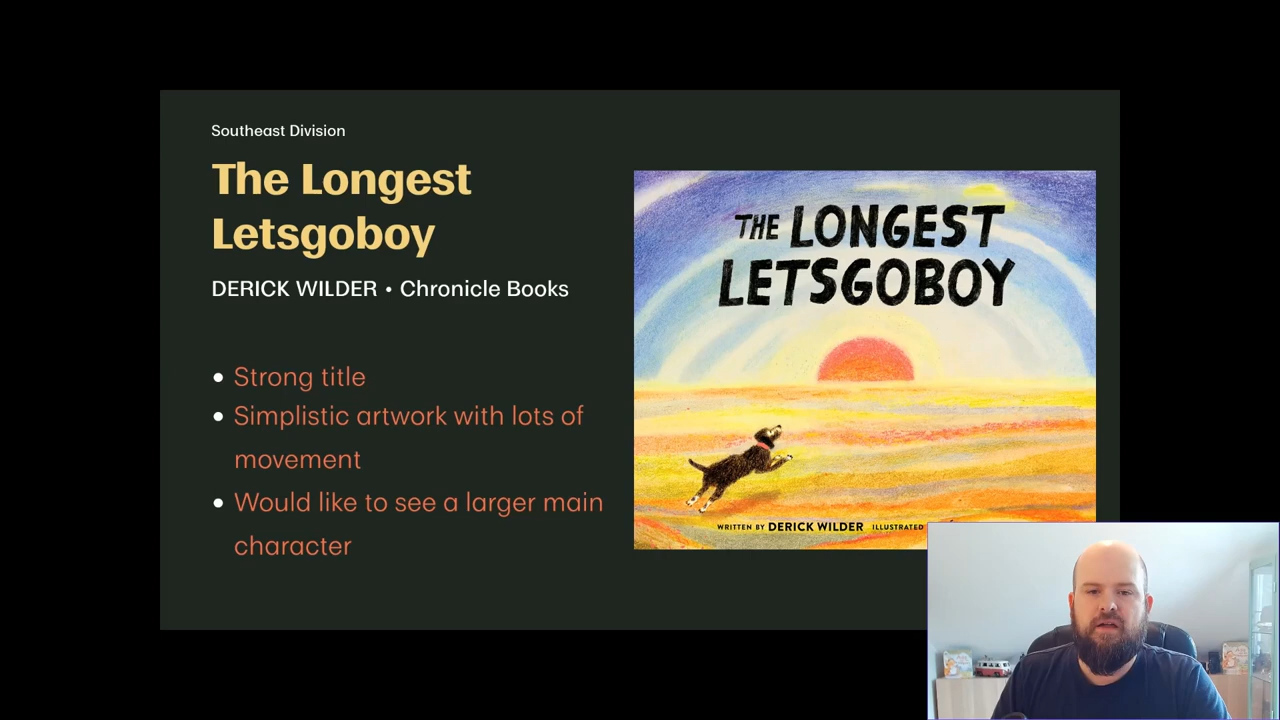 Southeast Division
The Longest
Letsgoboy
DERICK WILDER • Chronicle Books
• Strong title
• Simplistic artwork with lots of
movement
• Would like to see a larger main
character
THE LONGEST
LETSGOBOY
WRITTEN BY DERICK WILDER ILLUSTRATED